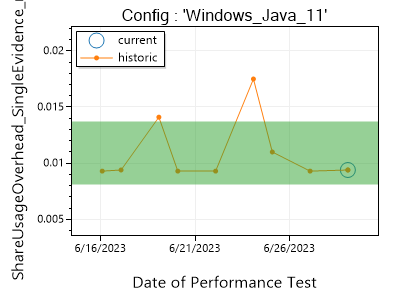 Config : 'Windows_Java_11'
ShareUsageOverhead_SingleEvidence_
0.02
0.015
0.01
0.005
current
historic
6/16/2023
6/21/2023
6/26/2023
Date of Performance Test